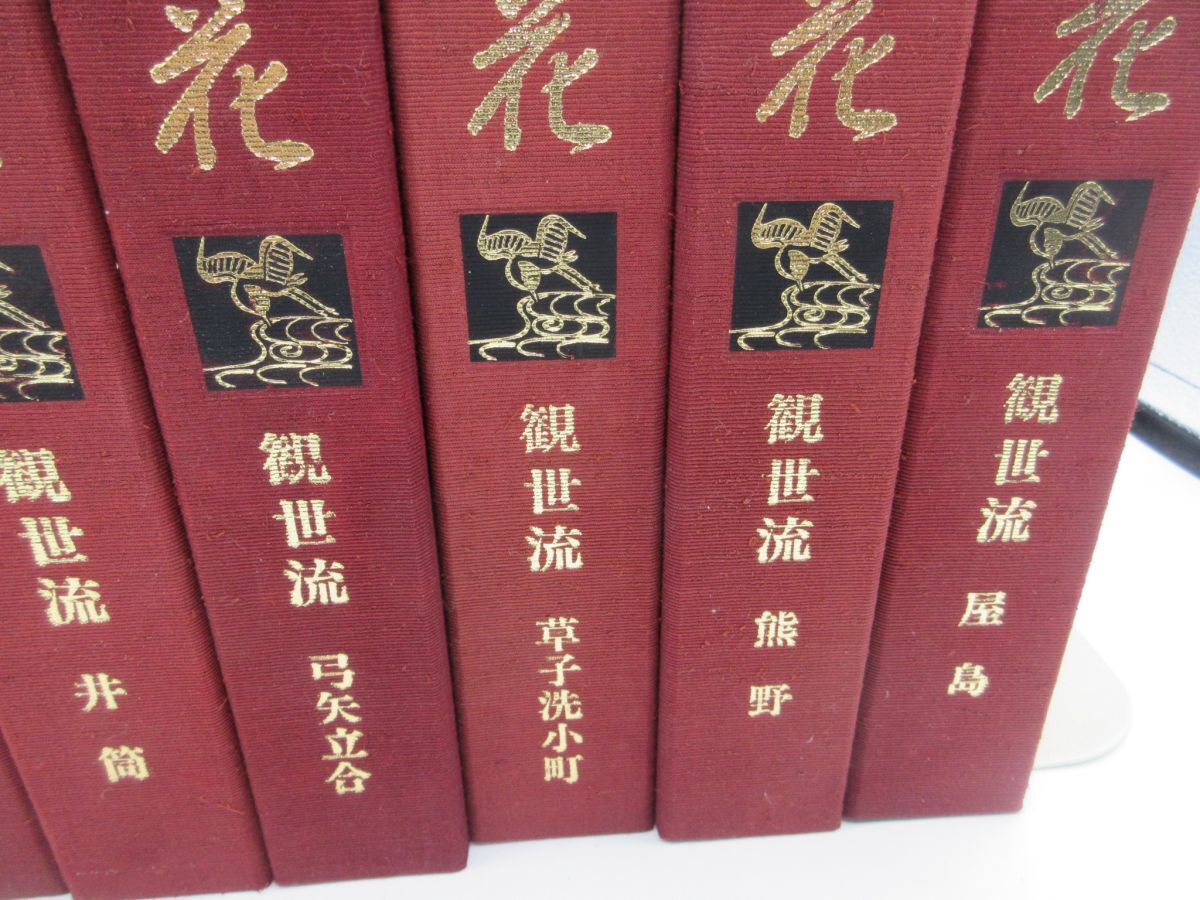 花
観世流 屋島
花
観世流 熊野
花
観世流 草子洗小町
花
観世流 弓矢立合
観世流 井筒